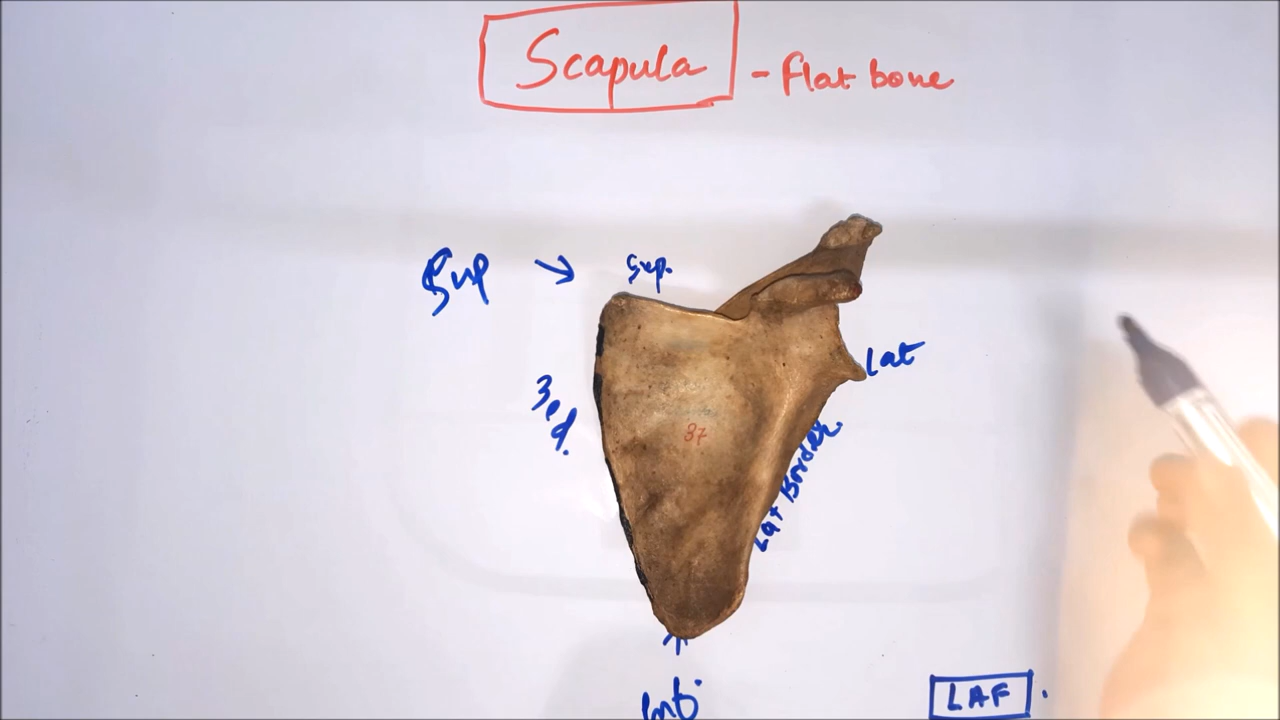 Scapula - flat bone
Sup → Sup.
Med.
Lat
87
Lat Border
Inf
LAF.